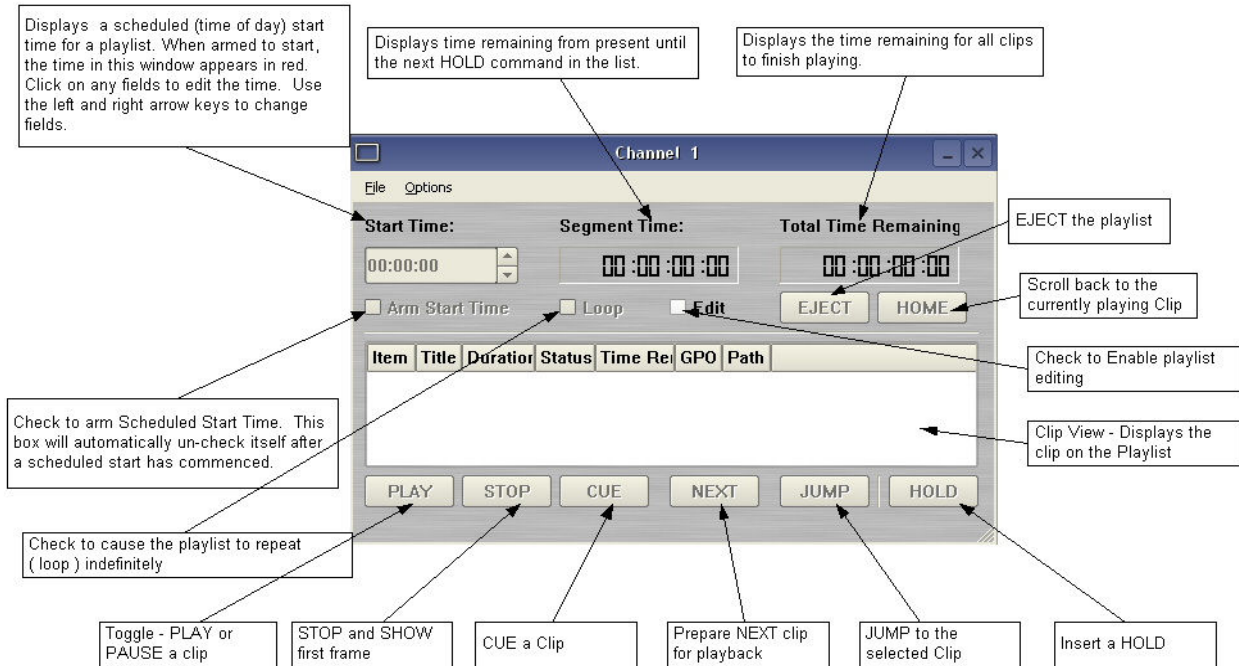 Displays a scheduled (time of day) start
time for a playlist. When armed to start,
the time in this window appears in red.
Click on any fields to edit the time. Use
the left and right arrow keys to change
fields.
Displays time remaining from present until
the next HOLD command in the list.
Displays the time remaining for all clips
to finish playing.
Channel 1
File Options
Start Time: Segment Time: Total Time Remaining
00:00:00 00:00:00:00 00:00:00:00
Arm Start Time Loop Edit EJECT HOME
EJECT the playlist
Scroll back to the
currently playing Clip
Item Title Duration Status Time Rei GPO Path
Check to Enable playlist
editing
Check to arm Scheduled Start Time. This
box will automatically un-check itself after
a scheduled start has commenced.
Clip View - Displays the
clip on the Playlist
PLAY STOP CUE NEXT JUMP HOLD
Check to cause the playlist to repeat
( loop ) indefinitely
Toggle - PLAY or
PAUSE a clip
STOP and SHOW
first frame
CUE a Clip
Prepare NEXT clip
for playback
JUMP to the
selected Clip
Insert a HOLD